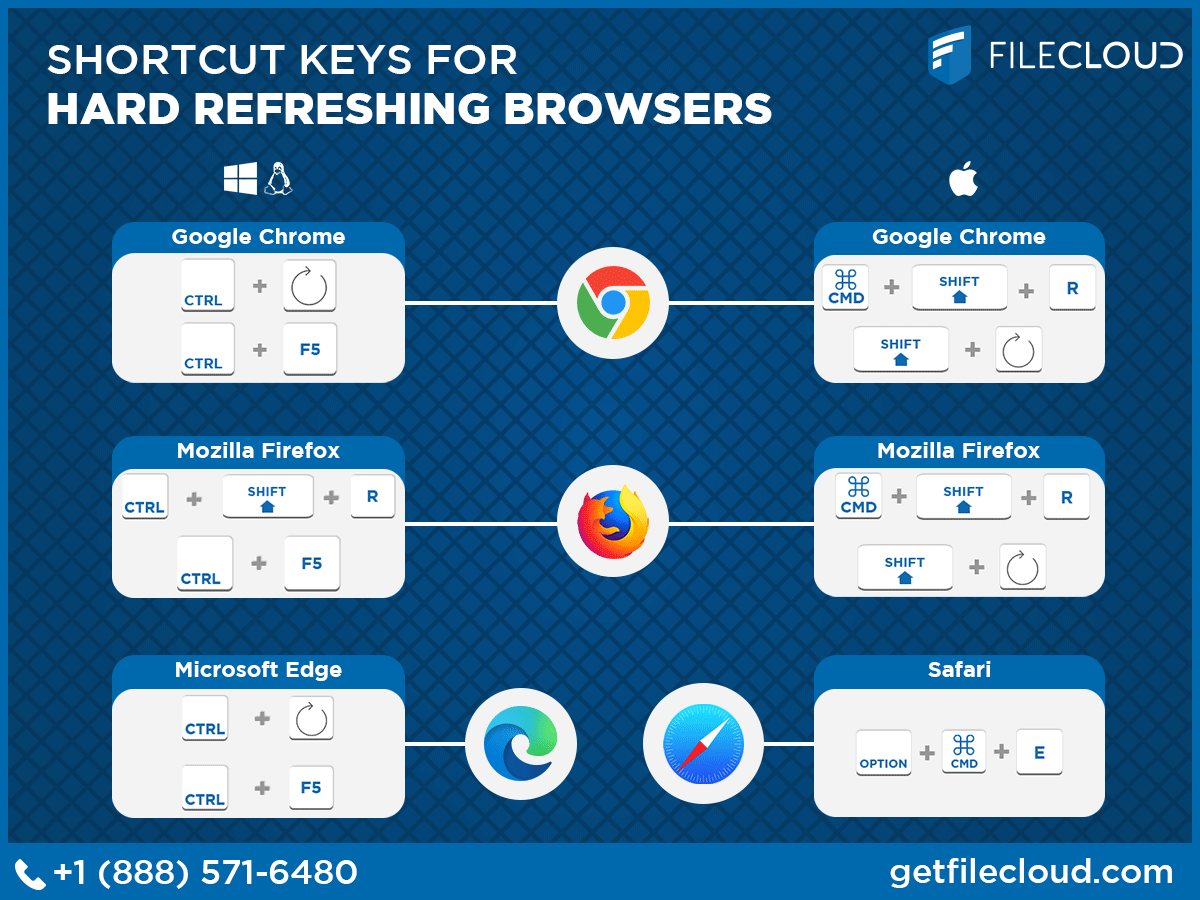 SHORTCUT KEYS FOR
HARD REFRESHING BROWSERS
FILECLOUD
Google Chrome
CTRL +
CTRL + F5
Google Chrome
⌘ CMD + SHIFT + R
SHIFT +
Mozilla Firefox
CTRL + SHIFT + R
CTRL + F5
Mozilla Firefox
⌘ CMD + SHIFT + R
SHIFT +
Microsoft Edge
CTRL +
CTRL + F5
Safari
OPTION + ⌘ CMD + E
+1 (888) 571-6480
getfilecloud.com